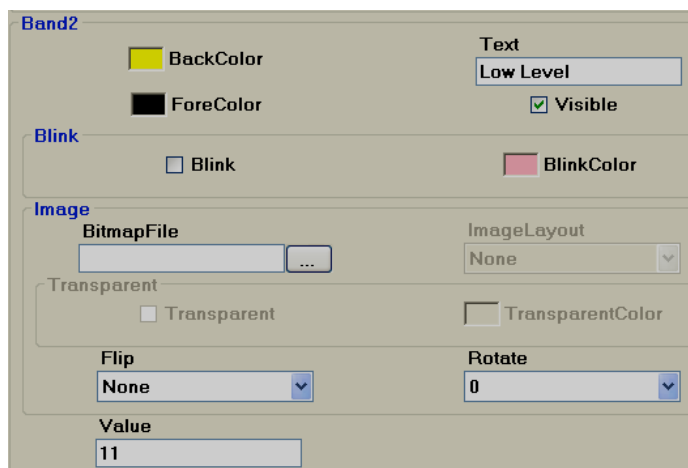 Band2
BackColor
Text
Low Level
ForeColor
Visible
Blink
Blink
BlinkColor
Image
BitmapFile
ImageLayout
...
None
Transparent
Transparent
TransparentColor
Flip
Rotate
None
0
Value
11